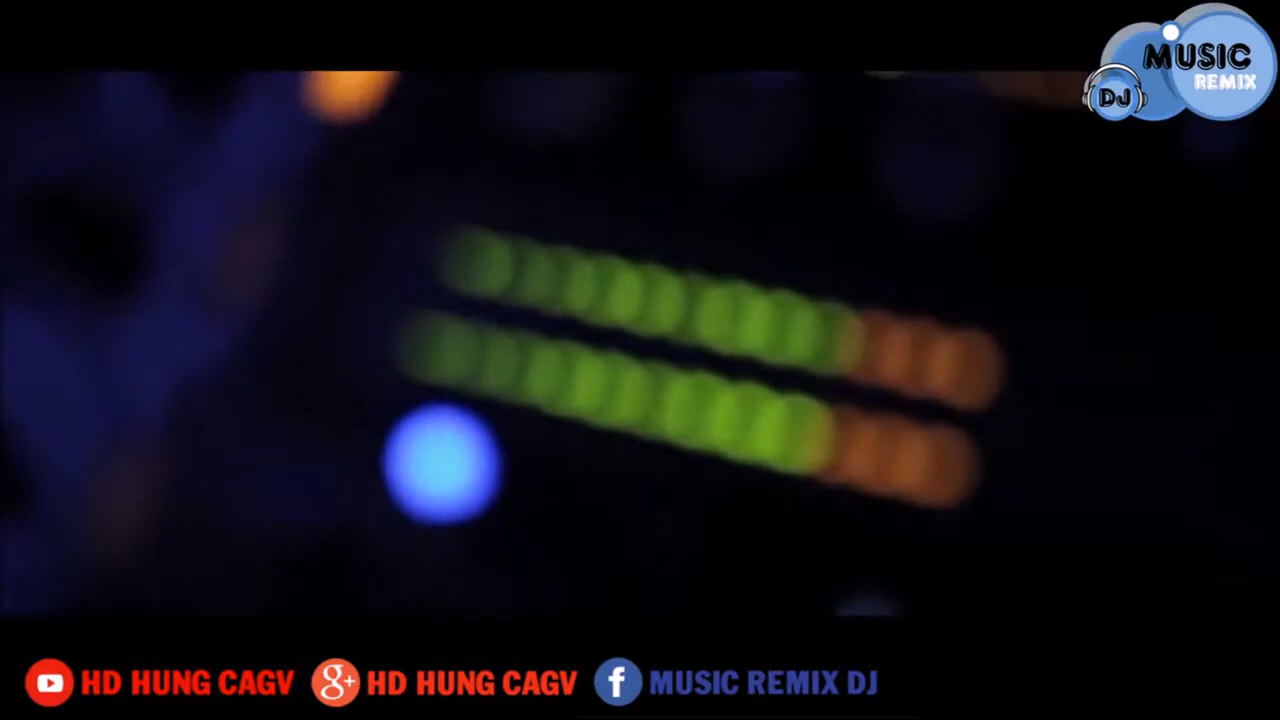 MUSIC
REMIX
DJ
HD HUNG CAGV HD HUNG CAGV MUSIC REMIX DJ